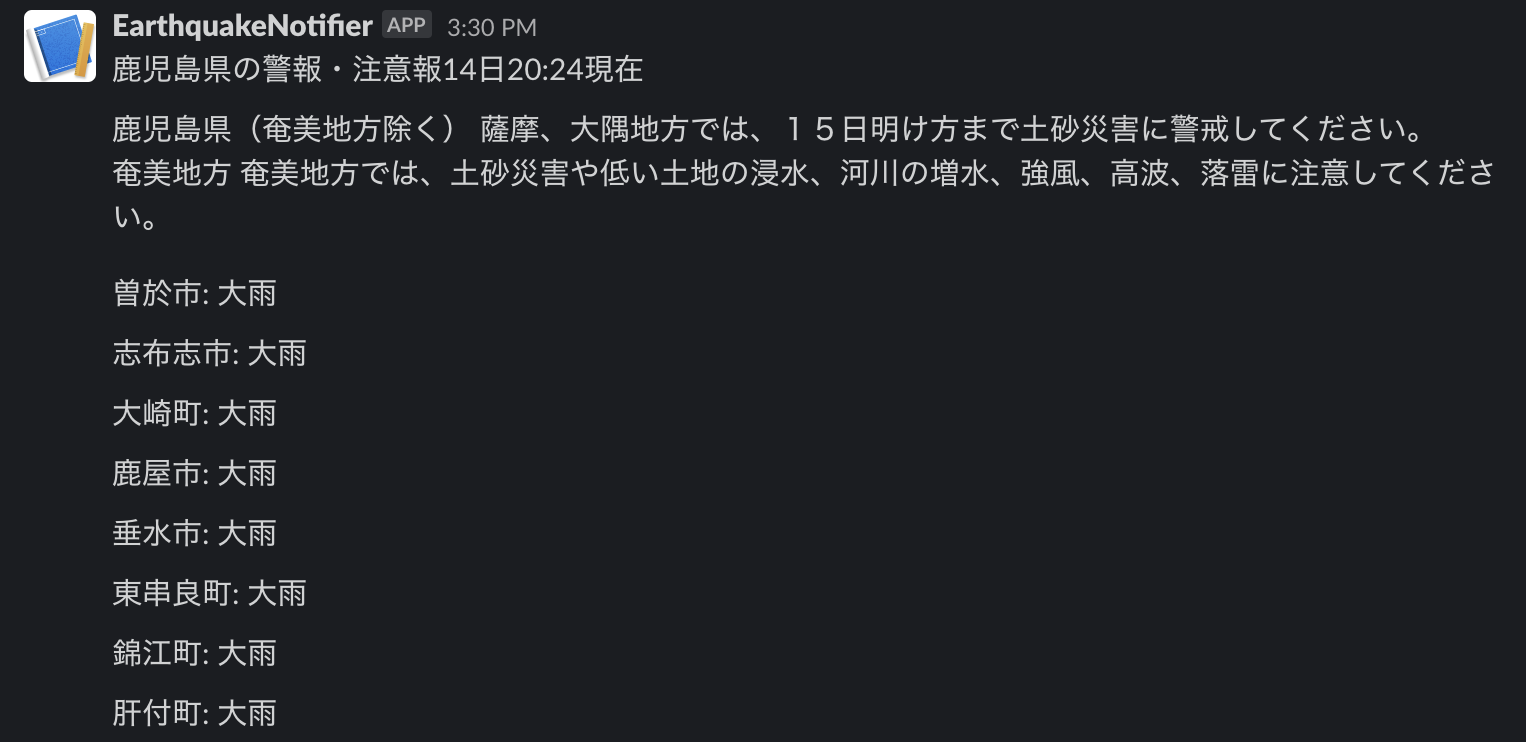 EarthquakeNotifier APP 3:30 PM
鹿児島県の警報・注意報14日20:24現在
鹿児島県（奄美地方除く） 薩摩、大隅地方では、１５日明け方まで土砂災害に警戒してください。
奄美地方 奄美地方では、土砂災害や低い土地の浸水、河川の増水、強風、高波、落雷に注意してくださ
い。
曽於市: 大雨
志布志市: 大雨
大崎町: 大雨
鹿屋市: 大雨
垂水市: 大雨
東串良町: 大雨
錦江町: 大雨
肝付町: 大雨